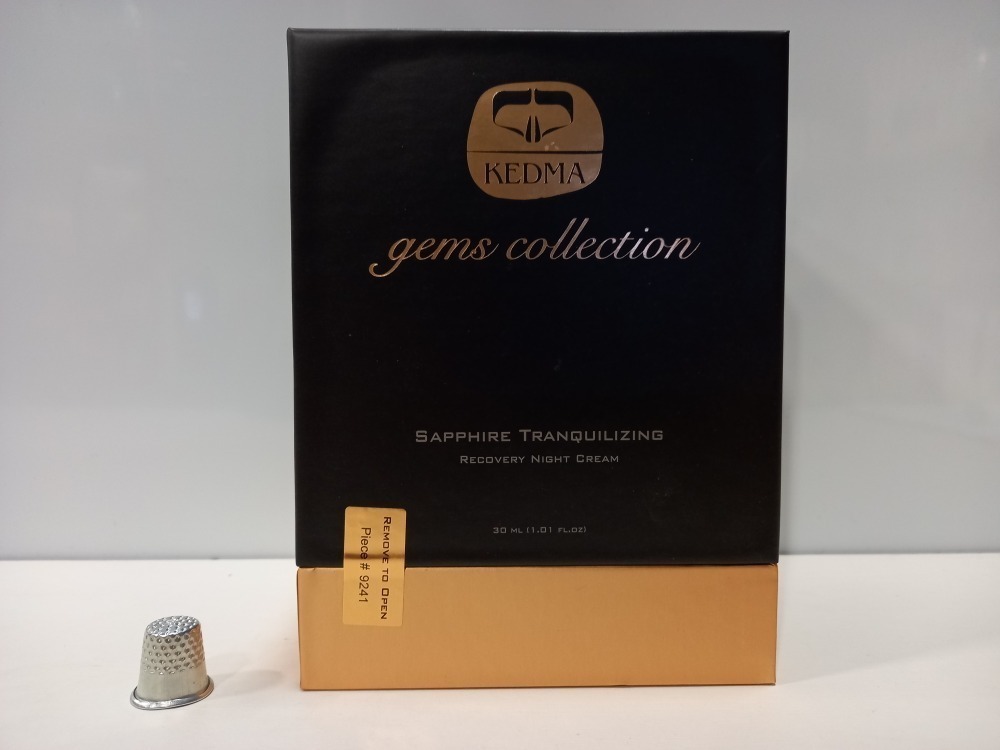 KEDMA
gems collection
SAPPHIRE TRANQUILIZING
RECOVERY NIGHT CREAM
30 ML (1.01 FL.OZ)
REMOVE TO OPEN
Piece # 9241